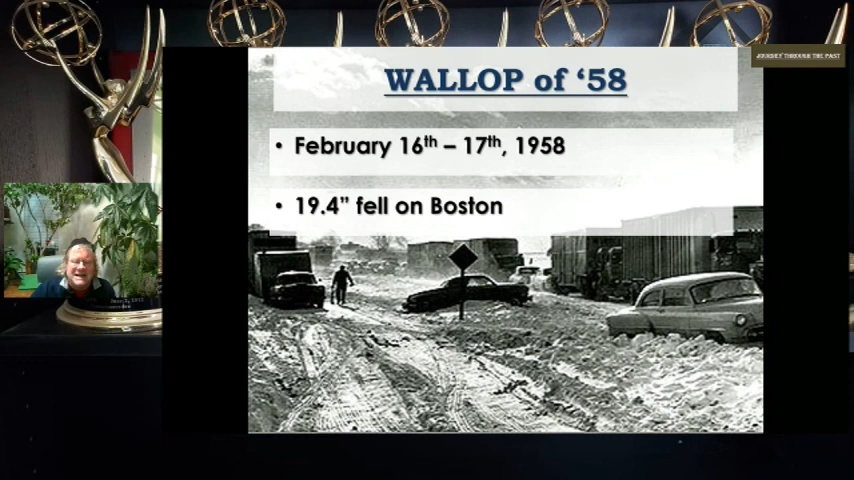 WALLOP of ‘58
JOURNEY THROUGH THE PAST
• February 16th – 17th, 1958
• 19.4” fell on Boston